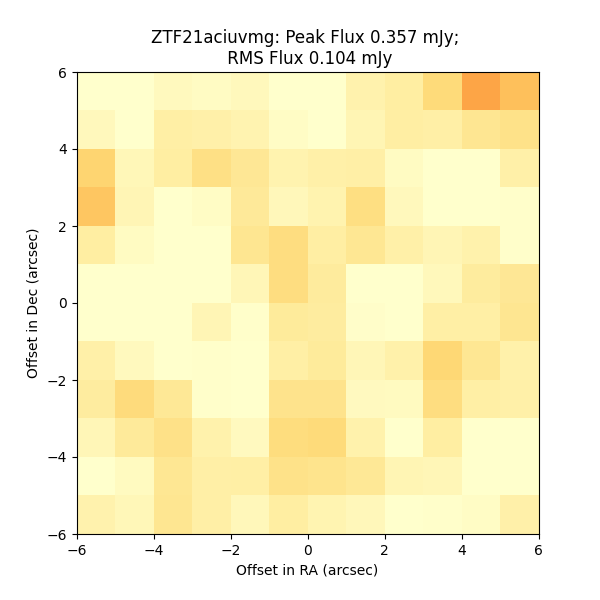 ZTF21aciuvmg: Peak Flux 0.357 mJy;
RMS Flux 0.104 mJy
6
4
2
0
−2
−4
−6
Offset in Dec (arcsec)
−6 −4 −2 0 2 4 6
Offset in RA (arcsec)